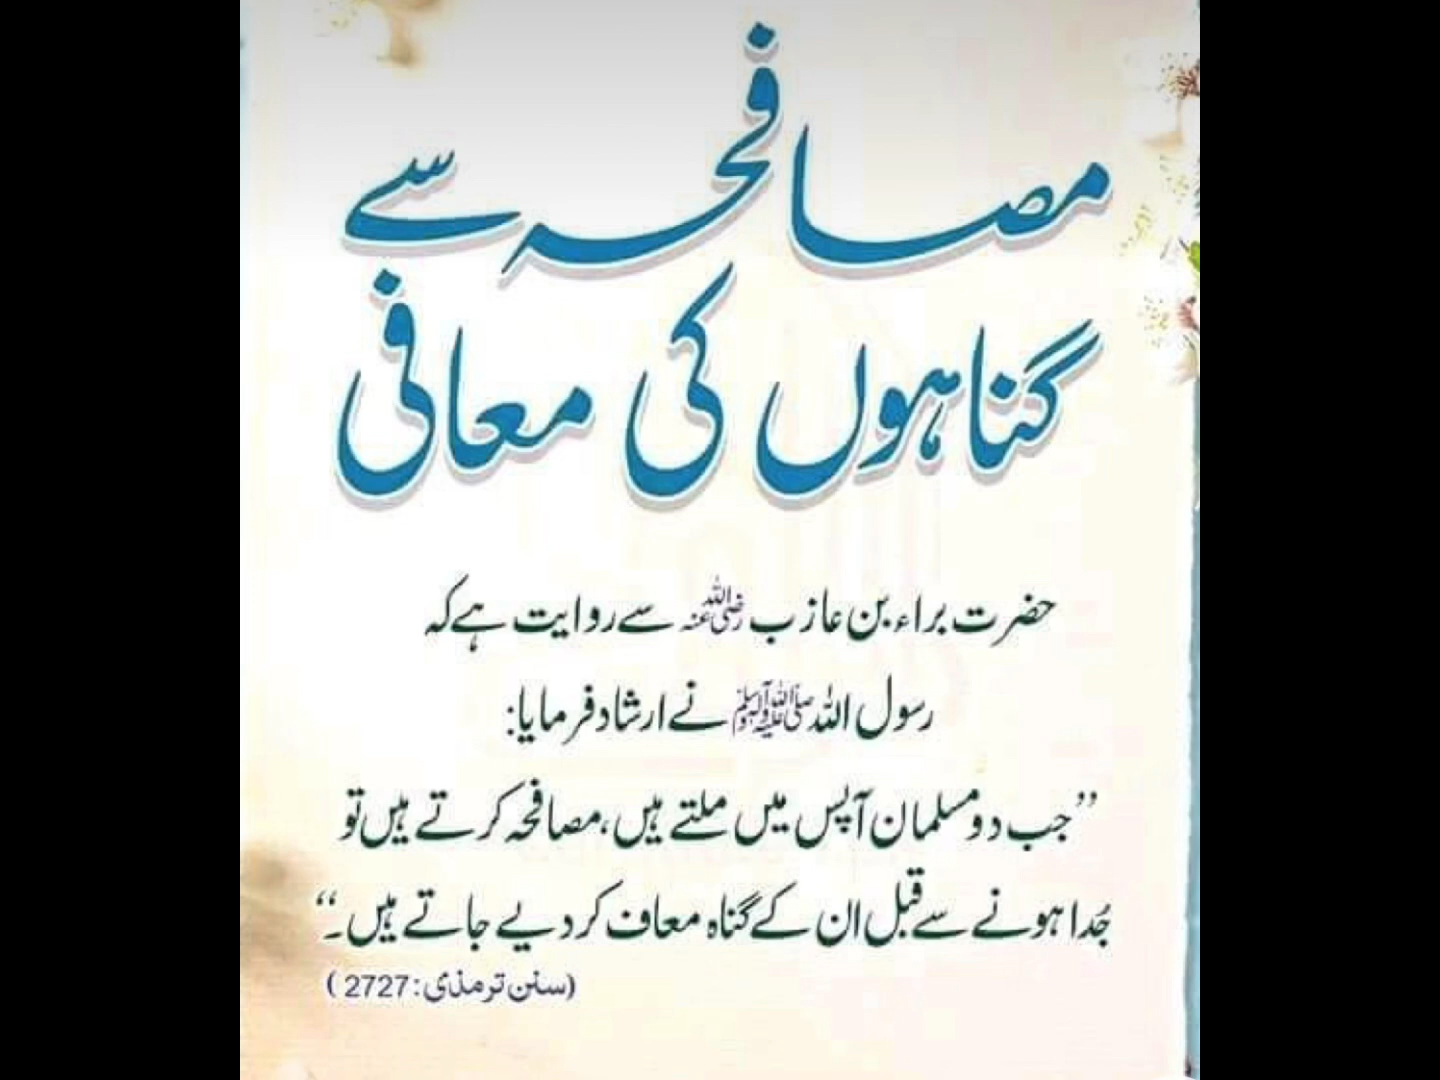 مصافحہ سے
گناہوں کی معافی
حضرت براء بن عازب رضی اللہ عنہ سے روایت ہے کہ
رسول اللہ صلی اللہ علیہ وآلہ وسلم نے ارشاد فرمایا:
”جب دو مسلمان آپس میں ملتے ہیں، مصافحہ کرتے ہیں تو
جُدا ہونے سے قبل ان کے گناہ معاف کر دیے جاتے ہیں۔“
(سنن ترمذی: 2727)